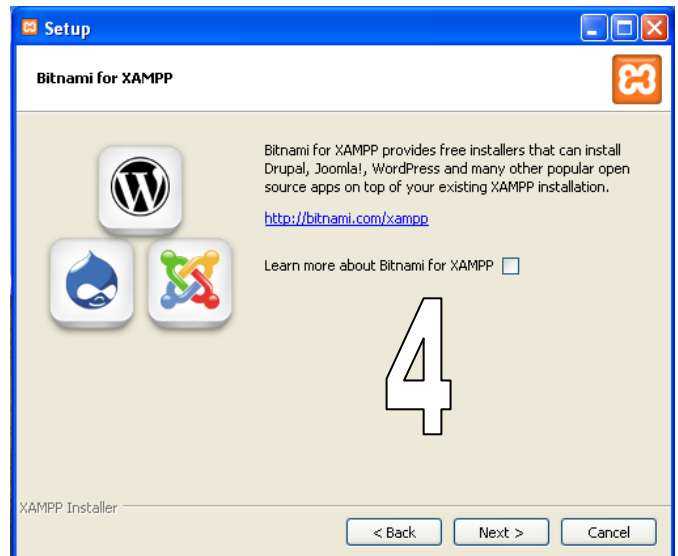 Setup
Bitnami for XAMPP
Bitnami for XAMPP provides free installers that can install
Drupal, Joomla!, WordPress and many other popular open
source apps on top of your existing XAMPP installation.
http://bitnami.com/xampp
Learn more about Bitnami for XAMPP
4
XAMPP Installer
< Back Next > Cancel